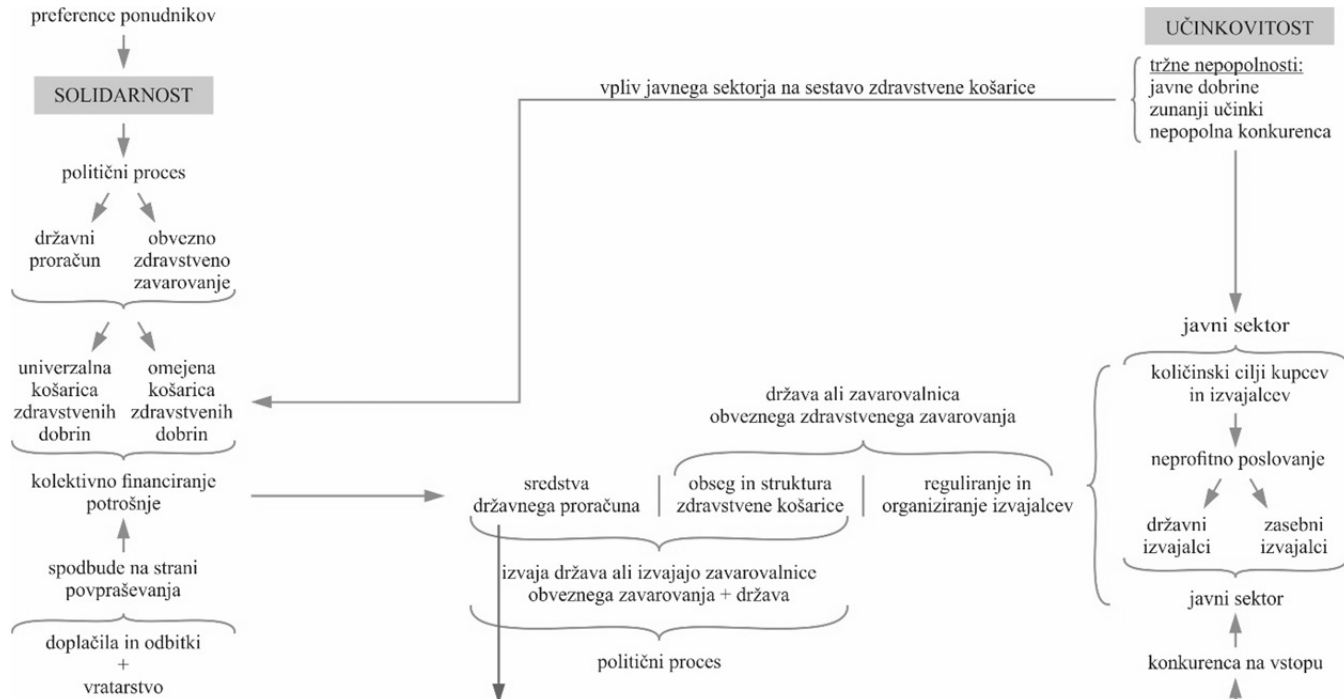 preference ponudnikov
SOLIDARNOST
politični proces
državni
proračun
obvezno
zdravstveno
zavarovanje
univerzalna
košarica
zdravstvenih
dobrin
omejena
košarica
zdravstvenih
dobrin
kolektivno financiranje
potrošnje
spodbude na strani
povpraševanja
doplačila in odbitki
+
vratarstvo
vpliv javnega sektorja na sestavo zdravstvene košarice
država ali zavarovalnica
obveznega zdravstvenega zavarovanja
sredstva
državnega proračuna
obseg in struktura
zdravstvene košarice
reguliranje in
organiziranje izvajalcev
izvaja država ali izvajajo zavarovalnice
obveznega zavarovanja + država
politični proces
UČINKOVITOST
tržne nepopolnosti:
javne dobrine
zunanji učinki
nepopolna konkurenca
javni sektor
količinski cilji kupcev
in izvajalcev
neprofitno poslovanje
državni
izvajalci
zasebni
izvajalci
javni sektor
konkurenca na vstopu